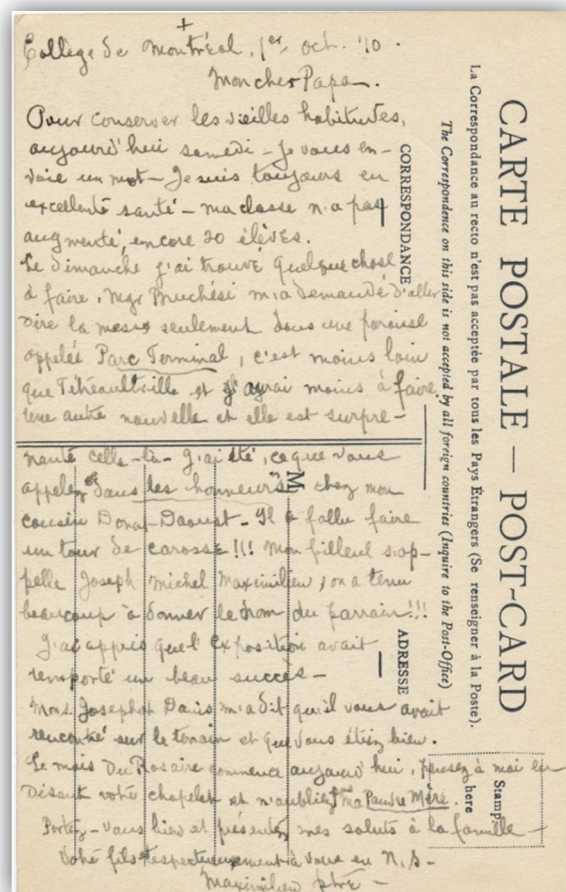 +
Collège de Montréal, 1er, oct. '10.
Mon cher Papa.
Pour conserver les vieilles habitudes,
aujourd'hui samedi - Je vous en-
voie un mot - Je suis toujours en
excellente santé - ma classe n'a pas
augmenté, encore 20 élèves.
Le dimanche j'ai trouvé quelque chose
à faire. Mgr Bruchési m'a demandé d'aller
dire la messe seulement dans une paroisse
appelée Parc Terminal, c'est moins loin
que Tétreaultville et j'aurai moins à faire.
Une autre nouvelle et elle est surpre-
nante celle-là - J'ai été, ce que vous
appelez "dans les honneurs" chez mon
cousin Donat Daoust - Il a fallu faire
un tour de carosse!!! Mon filleul s'ap-
pelle Joseph Michel Maximilien, on a tenu
beaucoup à donner le nom du parrain!!!
J'ai appris que l'Exposition avait
remporté un beau succès -
Mons. Josephat Dauis m'a dit qu'il vous avait
rencontré sur le terrain et que vous étiez bien.
Le mois Du Rosaire commence aujourd'hui, pensez à moi en
disant votre chapelet et n'oubliez pas ma Pauvre Mère.
Portez-vous bien et présentez mes saluts à la famille -
Votre fils respectueusement à vous en N.S-
Maximilien ptre -
CARTE POSTALE — POST-CARD
La Correspondance au recto n'est pas acceptée par tous les Pays Étrangers (Se renseigner à la Poste).
The Correspondence on this side is not accepted by all foreign countries (Inquire to the Post-Office)
CORRESPONDANCE
ADRESSE
M
Stamp
here